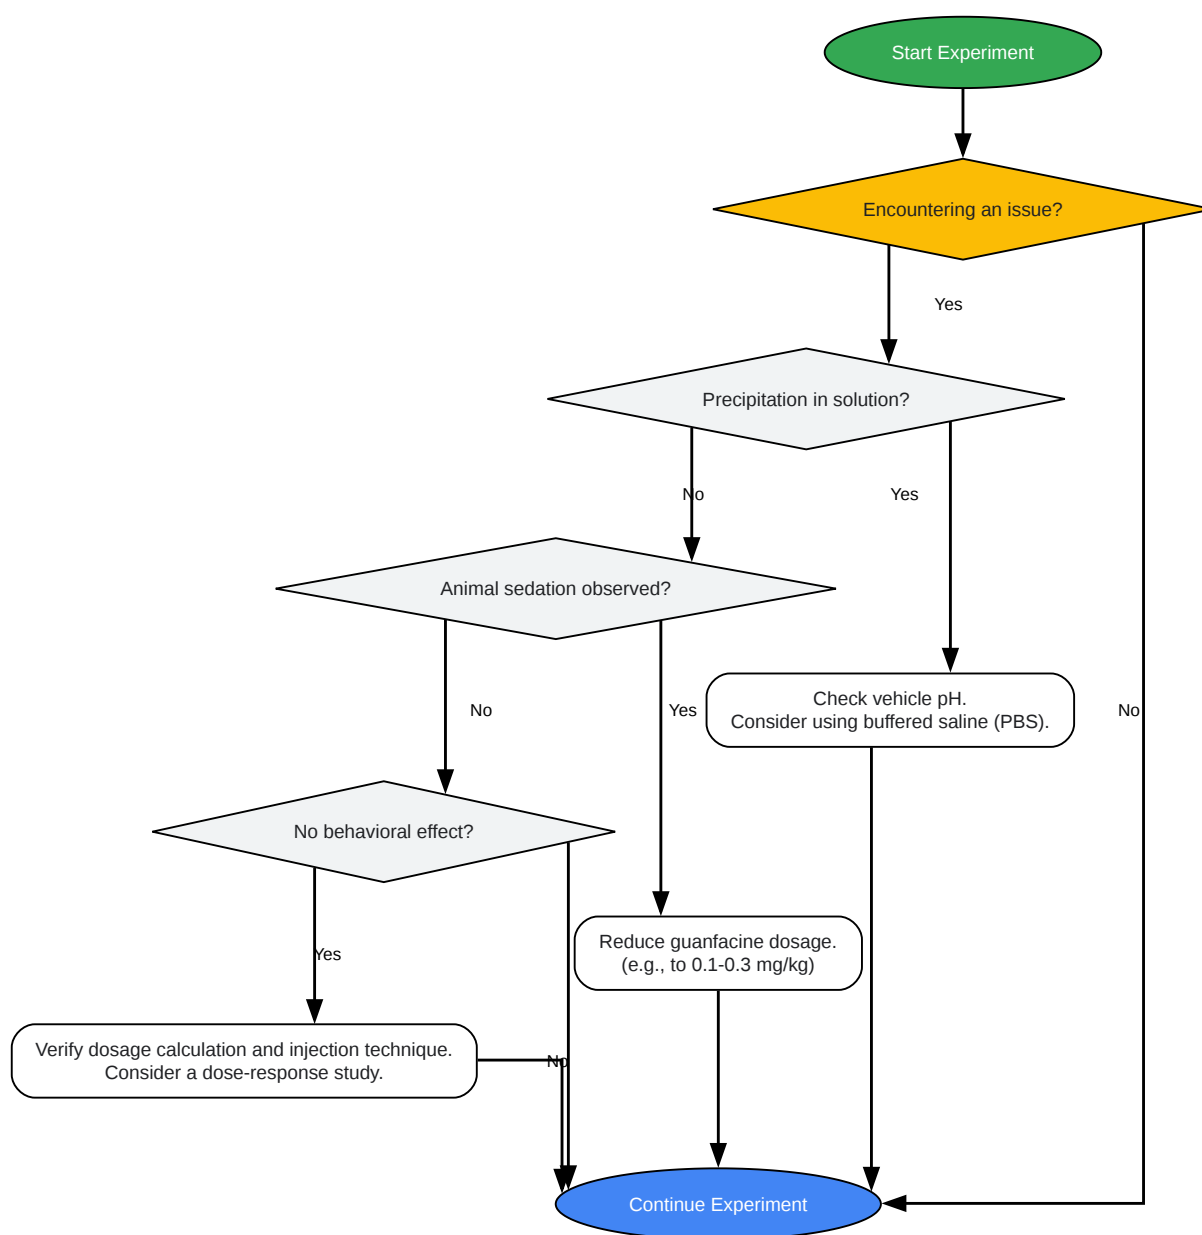 Start Experiment
Encountering an issue?
Yes
Precipitation in solution?
No
Yes
Animal sedation observed?
Check vehicle pH.
Consider using buffered saline (PBS).
No
Yes
No
No behavioral effect?
Reduce guanfacine dosage.
(e.g., to 0.1-0.3 mg/kg)
Yes
Verify dosage calculation and injection technique.
Consider a dose-response study.
No
Continue Experiment